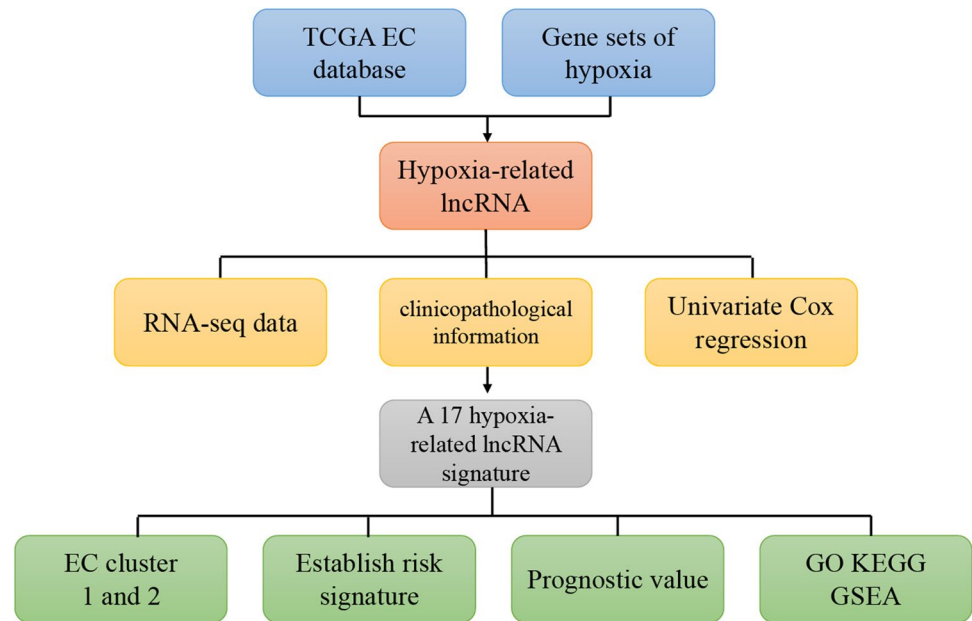 TCGA EC
database
Gene sets of
hypoxia
Hypoxia-related
lncRNA
RNA-seq data
clinicopathological
information
Univariate Cox
regression
A 17 hypoxia-
related lncRNA
signature
EC cluster
1 and 2
Establish risk
signature
Prognostic value
GO KEGG
GSEA